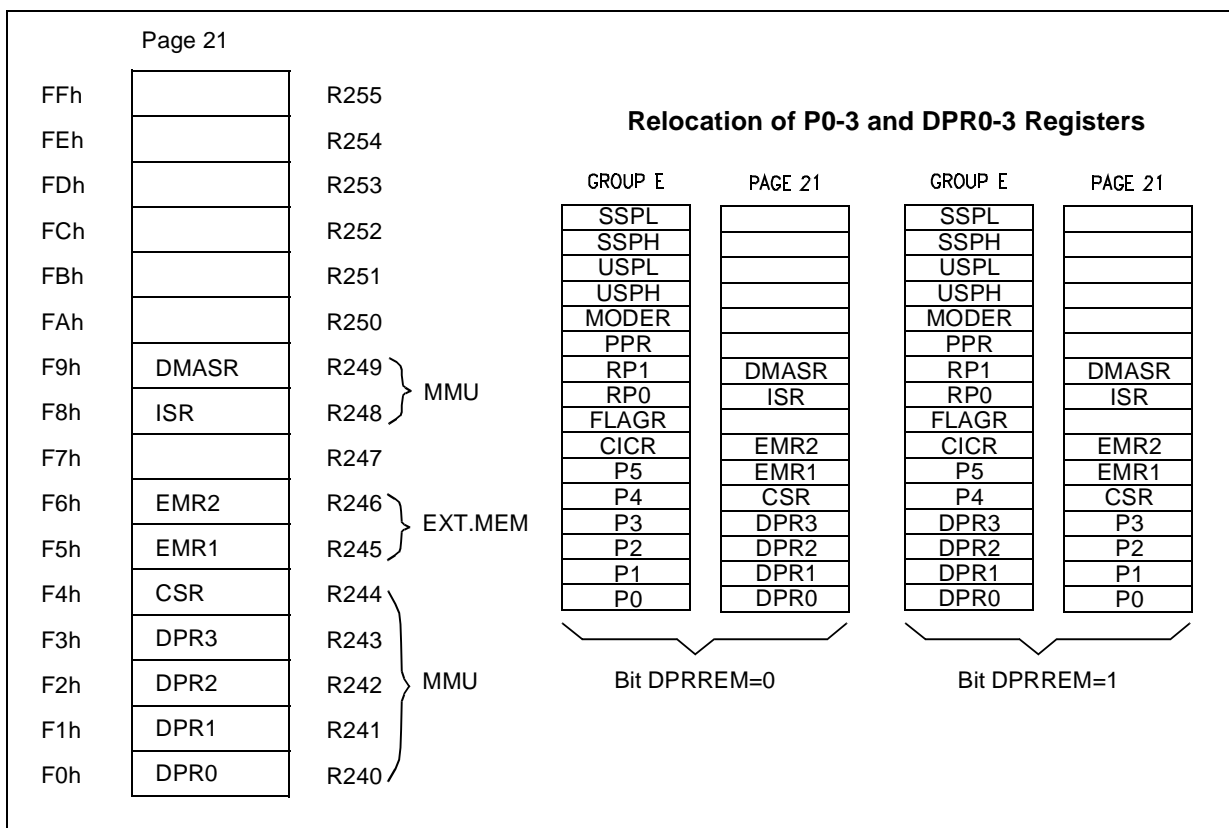 Page 21
FFh R255
FEh R254
FDh R253
FCh R252
FBh R251
FAh R250
F9h DMASR R249
F8h ISR R248
MMU
F7h R247
F6h EMR2 R246
F5h EMR1 R245
EXT.MEM
F4h CSR R244
F3h DPR3 R243
F2h DPR2 R242
F1h DPR1 R241
F0h DPR0 R240
MMU
Relocation of P0-3 and DPR0-3 Registers
GROUP E PAGE 21 GROUP E PAGE 21
SSPL SSPL
SSPH SSPH
USPL USPL
USPH USPH
MODER MODER
PPR PPR
RP1 DMASR RP1 DMASR
RP0 ISR RP0 ISR
FLAGR FLAGR
CICR EMR2 CICR EMR2
P5 EMR1 P5 EMR1
P4 CSR P4 CSR
P3 DPR3 DPR3 P3
P2 DPR2 DPR2 P2
P1 DPR1 DPR1 P1
P0 DPR0 DPR0 P0
Bit DPRREM=0 Bit DPRREM=1